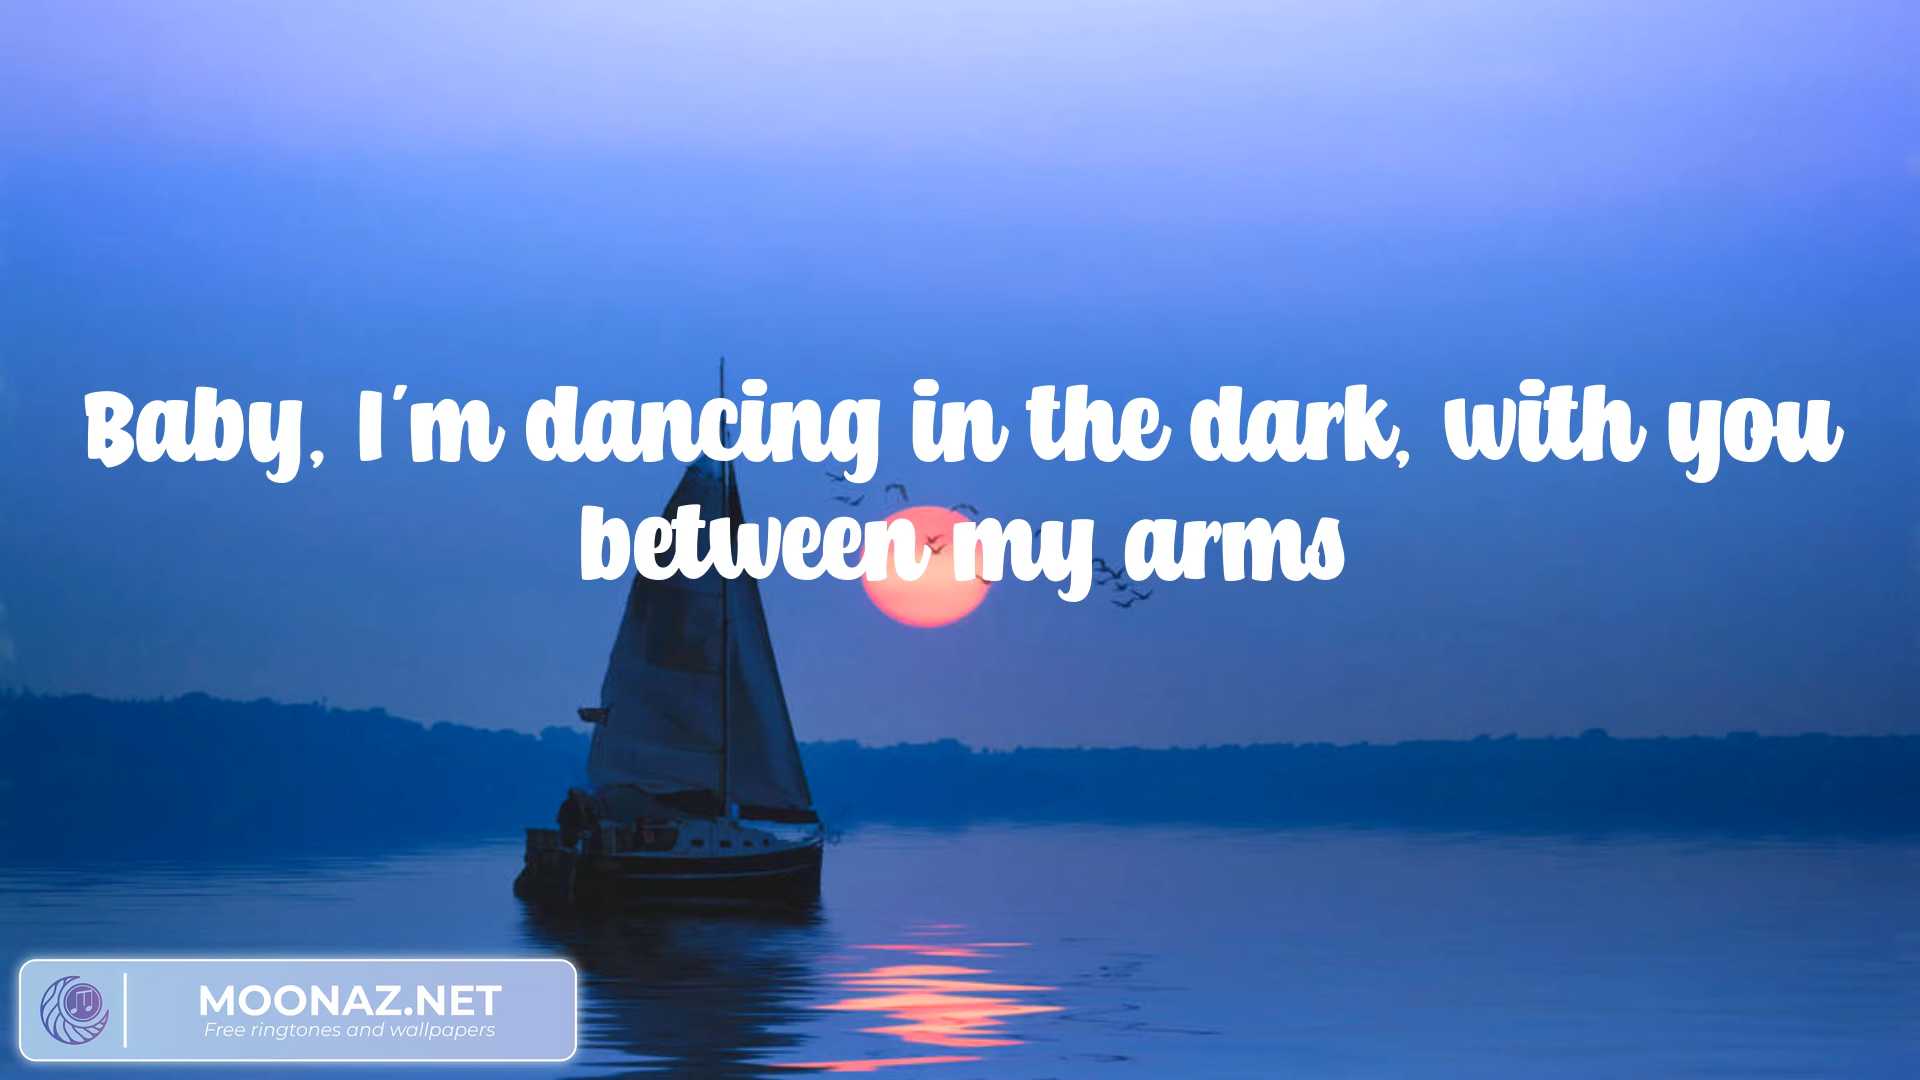 Baby, I'm dancing in the dark, with you
between my arms
MOONAZ.NET
Free ringtones and wallpapers